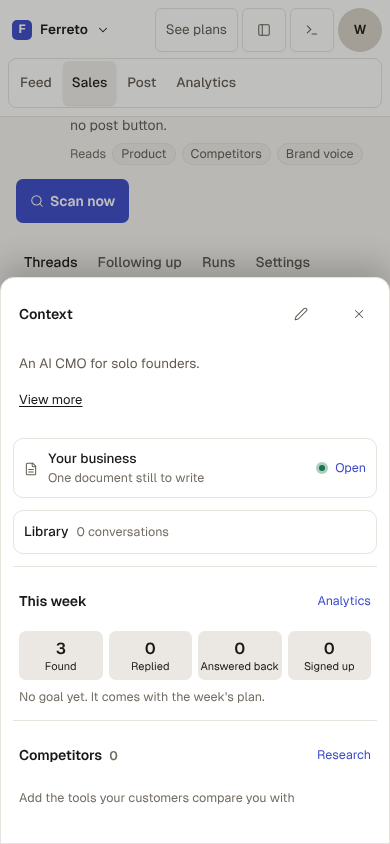 F Ferreto
See plans
W
Feed Sales Post Analytics
no post button.
Reads Product Competitors Brand voice
Scan now
Threads Following up Runs Settings
Context
An AI CMO for solo founders.
View more
Your business
One document still to write
Open
Library 0 conversations
This week Analytics
3 0 0 0
Found Replied Answered back Signed up
No goal yet. It comes with the week's plan.
Competitors 0 Research
Add the tools your customers compare you with